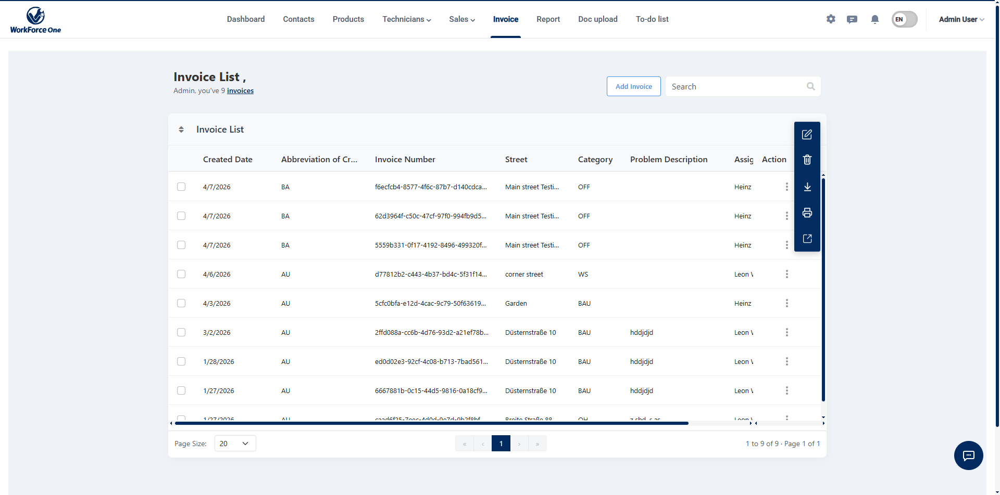 WorkForce One
Dashboard Contacts Products Technicians Sales Invoice Report Doc upload To-do list EN Admin User
Invoice List ,
Admin, you've 9 invoices
Add Invoice Search
Invoice List
Created Date Abbreviation of Cr... Invoice Number Street Category Problem Description Assig Action
4/7/2026 BA f6ecfcb4-8577-4f6c-87b7-d140cdca... Main street Testi... OFF Heinz
4/7/2026 BA 62d3964f-c50c-47cf-97f0-994fb9d5... Main street Testi... OFF Heinz
4/7/2026 BA 5559b331-0f17-4192-8496-499320f... Main street Testi... OFF Heinz
4/6/2026 AU d77812b2-c443-4b37-bd4c-5f31f14... corner street WS Leon
4/3/2026 AU 5cfc0bfa-e12d-4cac-9c79-50f63619... Garden BAU Heinz
3/2/2026 AU 2ffd088a-cc6b-4d76-93d2-a21ef78b... Düsternstraße 10 BAU hddjdjd Leon
1/28/2026 AU ed0d02e3-92cf-4c08-b713-7bad561... Düsternstraße 10 BAU hddjdjd Leon
1/27/2026 AU 6667881b-0c15-44d5-9816-0a18cf9... Düsternstraße 10 BAU hddjdjd Leon
1/27/2026 AU Breite Straße 88 Leon
Page Size: 20 « ‹ 1 › » 1 to 9 of 9 · Page 1 of 1